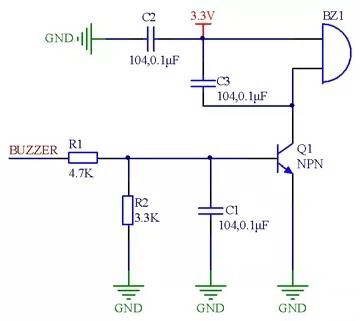 C2
3.3V
BZ1
GND
104,0.1μF
C3
104,0.1μF
BUZZER
R1
4.7K
Q1
NPN
R2
3.3K
C1
104,0.1μF
GND
GND
GND